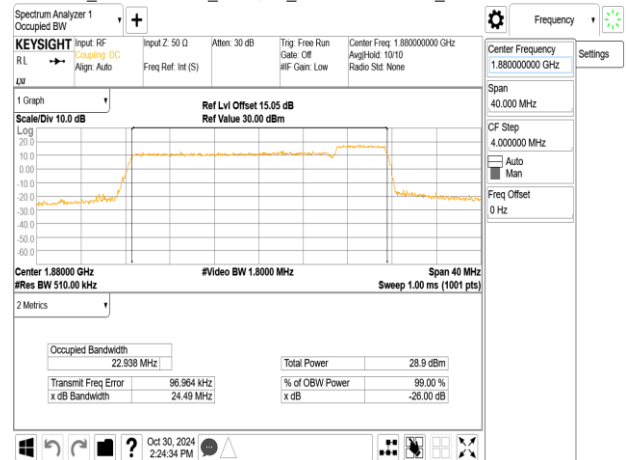 Spectrum Analyzer 1
Occupied BW
Frequency
KEYSIGHT
Input: RF
Coupling: DC
Align: Auto
Input Z: 50 Ω
Freq Ref: Int (S)
Atten: 30 dB
Trig: Free Run
Gate: Off
#IF Gain: Low
Center Freq: 1.880000000 GHz
Avg|Hold: 10/10
Radio Std: None
RL
LXI
Center Frequency
1.880000000 GHz
Settings
Span
40.000 MHz
CF Step
4.000000 MHz
Auto
Man
Freq Offset
0 Hz
1 Graph
Scale/Div 10.0 dB
Ref Lvl Offset 15.05 dB
Ref Value 30.00 dBm
Log
20.0
10.0
0.00
-10.0
-20.0
-30.0
-40.0
-50.0
-60.0
Center 1.88000 GHz
#Res BW 510.00 kHz
#Video BW 1.8000 MHz
Span 40 MHz
Sweep 1.00 ms (1001 pts)
2 Metrics
Occupied Bandwidth
22.938 MHz
Total Power 28.9 dBm
Transmit Freq Error 96.964 kHz
% of OBW Power 99.00 %
x dB Bandwidth 24.49 MHz
x dB -26.00 dB
?
Oct 30, 2024
2:24:34 PM